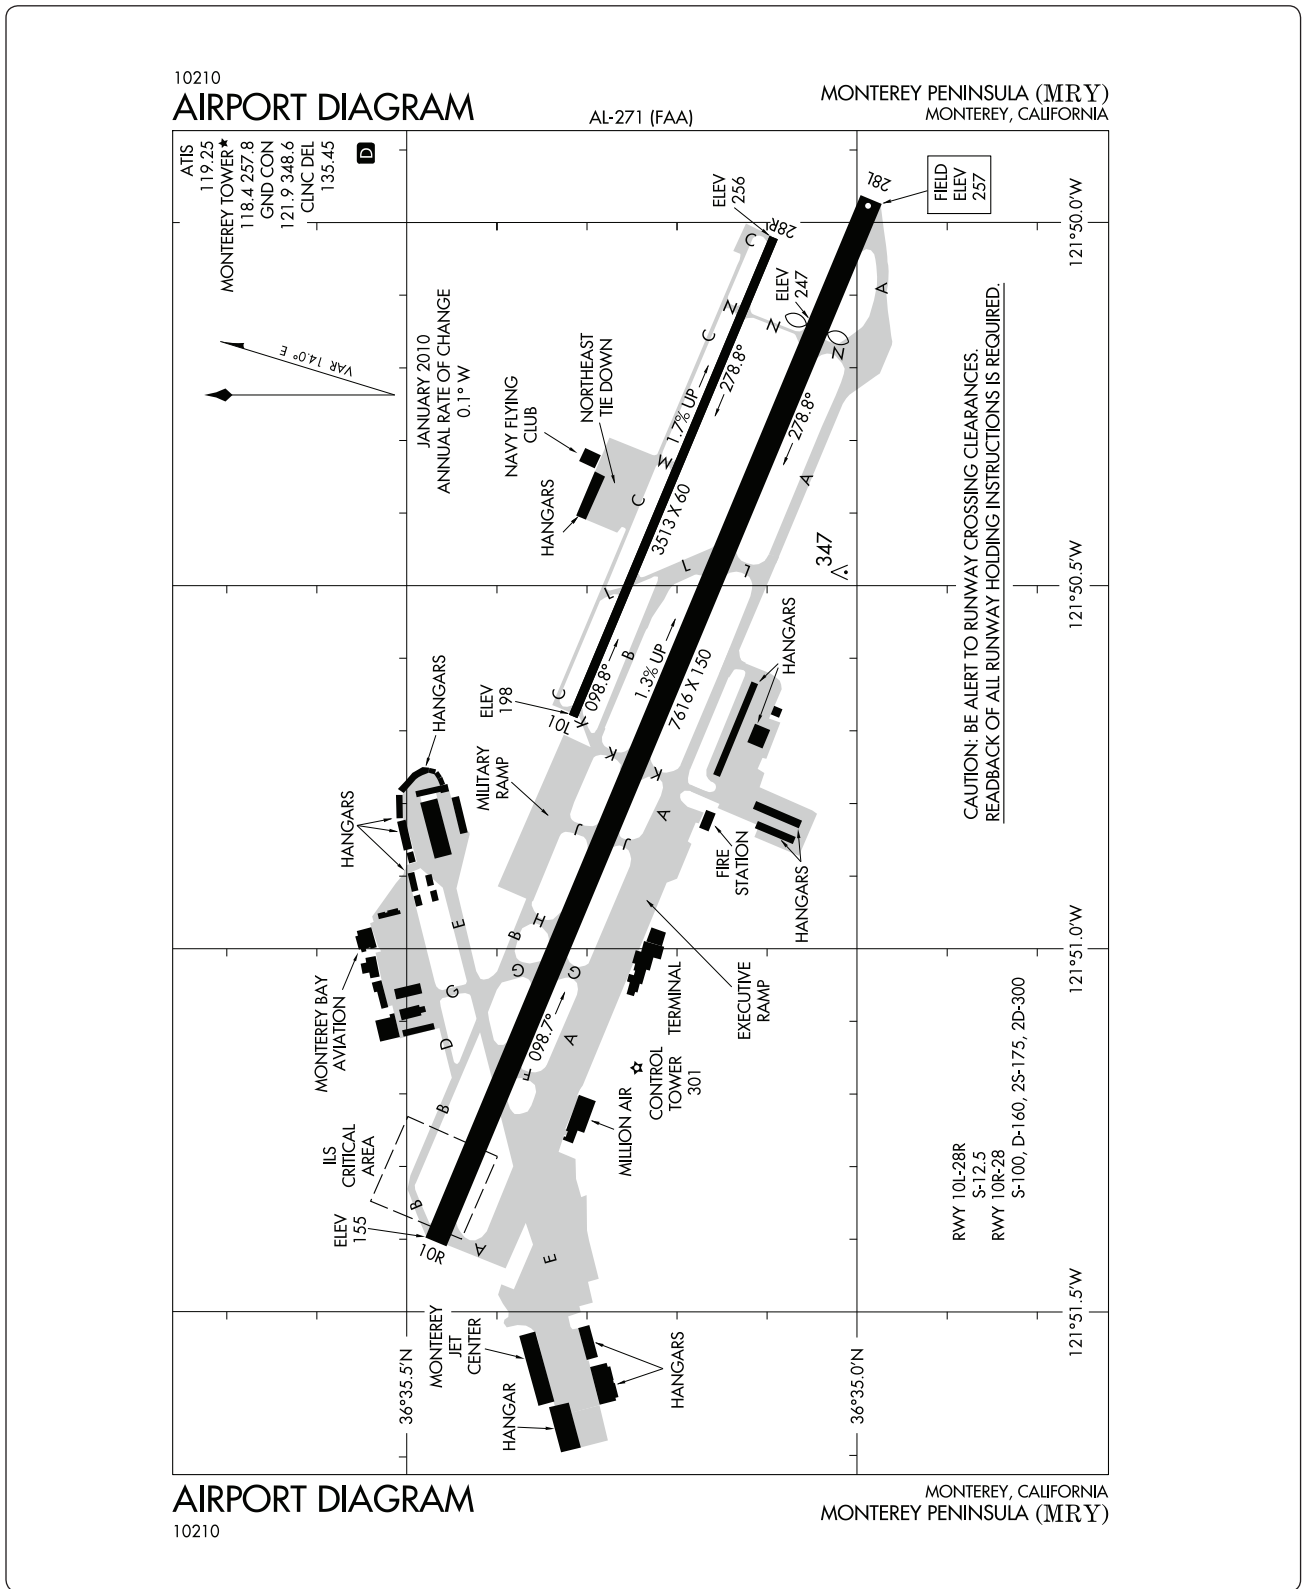 10210
AIRPORT DIAGRAM
AL-271 (FAA)
MONTEREY PENINSULA (MRY)
MONTEREY, CALIFORNIA
ATIS
119.25
MONTEREY TOWER★
118.4 257.8
GND CON
121.9 348.6
CLNC DEL
135.45
D
VAR 14.0° E
JANUARY 2010
ANNUAL RATE OF CHANGE
0.1° W
ELEV
256
28R
28L
FIELD
ELEV
257
121°50.0'W
C
N
ELEV
247
N
N
A
C
278.8°
1.7% UP
278.8°
NAVY FLYING
CLUB
NORTHEAST
TIE DOWN
HANGARS
M
C
3513 X 60
A
CAUTION: BE ALERT TO RUNWAY CROSSING CLEARANCES.
READBACK OF ALL RUNWAY HOLDING INSTRUCTIONS IS REQUIRED.
347
121°50.5'W
L
L
L
B
098.8°
1.3% UP
7616 X 150
HANGARS
C
10L
K
K
K
ELEV
198
HANGARS
MILITARY
RAMP
HANGARS
J
J
A
FIRE
STATION
HANGARS
E
B
H
G
G
G
121°51.0'W
MONTEREY BAY
AVIATION
TERMINAL
EXECUTIVE
RAMP
D
098.7°
F
A
CONTROL
TOWER
301
MILLION AIR
B
ILS
CRITICAL
AREA
B
ELEV
155
10R
A
E
RWY 10L-28R
S-12.5
RWY 10R-28
S-100, D-160, 2S-175, 2D-300
121°51.5'W
MONTEREY
JET
CENTER
HANGARS
HANGAR
36°35.5'N
36°35.0'N
AIRPORT DIAGRAM
10210
MONTEREY, CALIFORNIA
MONTEREY PENINSULA (MRY)